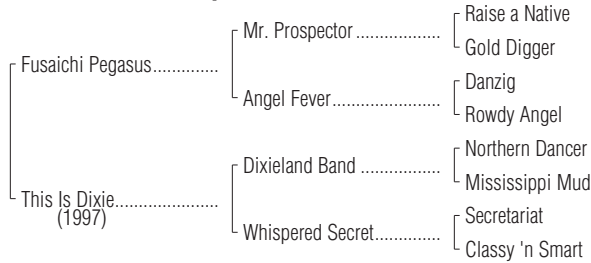 Raise a Native
Mr. Prospector..................
Gold Digger
Fusaichi Pegasus..............
Danzig
Angel Fever.......................
Rowdy Angel
Northern Dancer
Dixieland Band .................
Mississippi Mud
This Is Dixie......................
(1997)
Secretariat
Whispered Secret..............
Classy 'n Smart